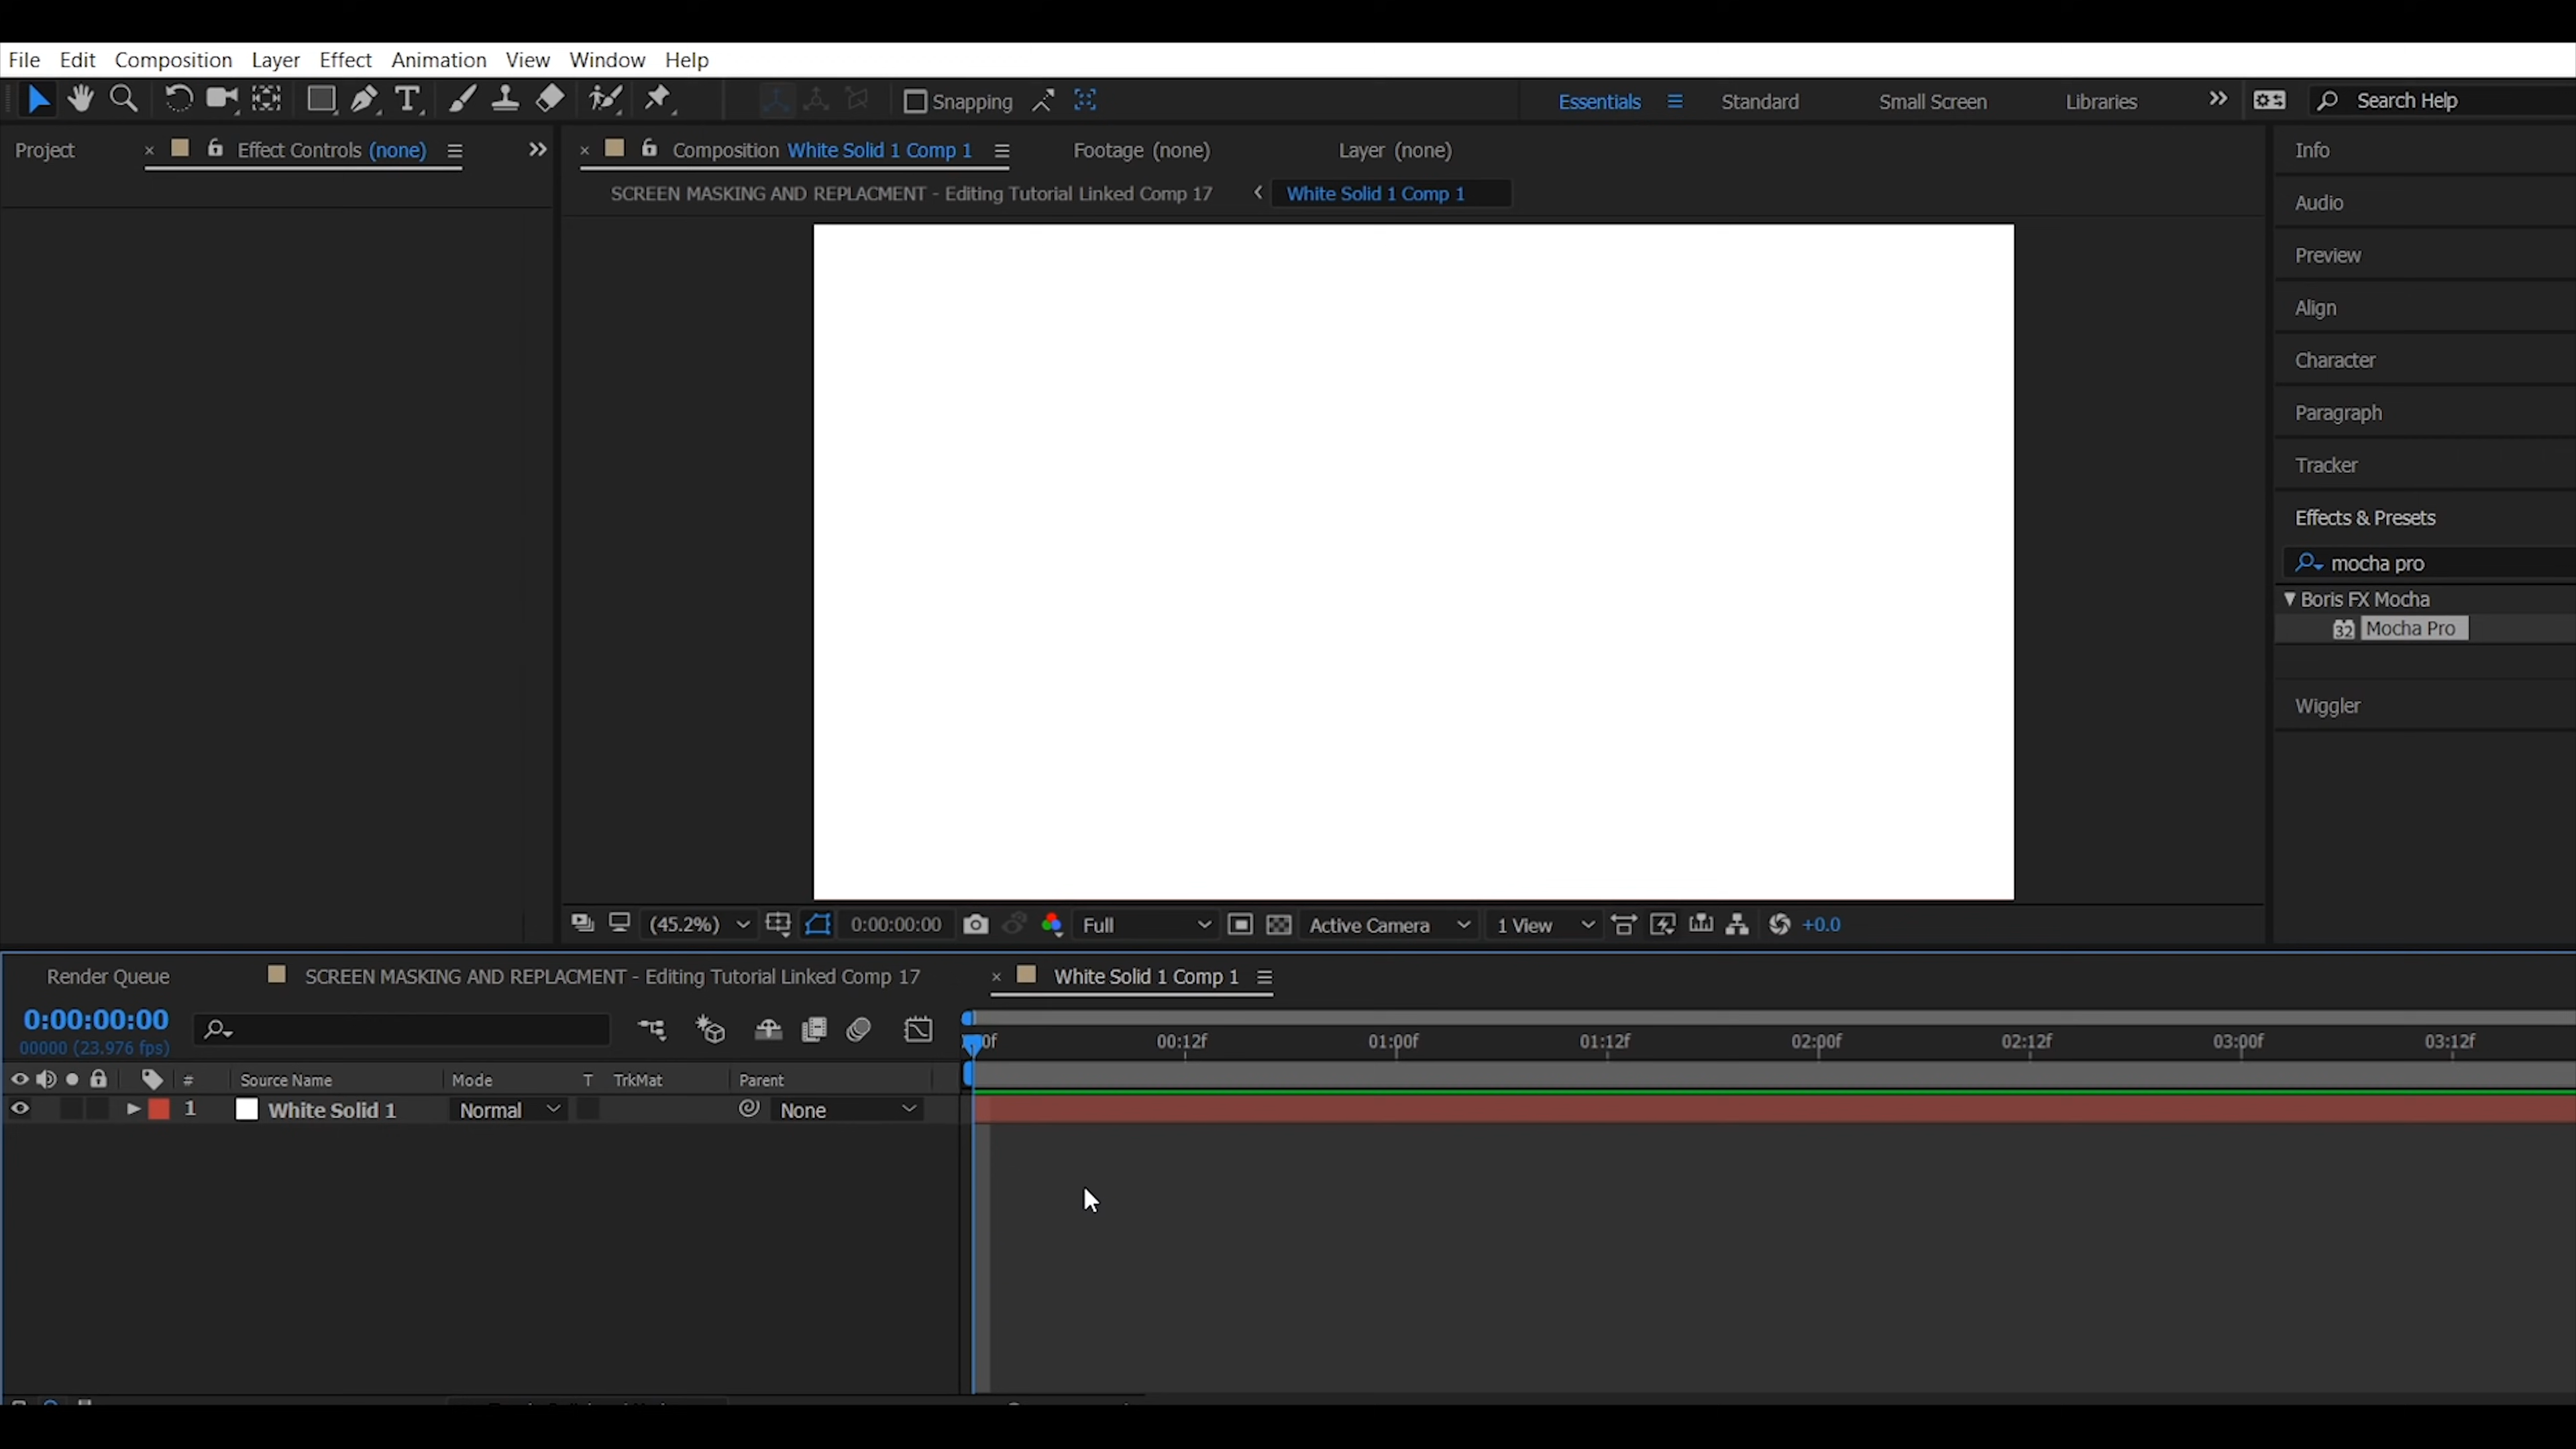 File Edit Composition Layer Effect Animation View Window Help
Snapping Essentials Standard Small Screen Libraries Search Help
Project Effect Controls (none) Composition White Solid 1 Comp 1 Footage (none) Layer (none) Info
SCREEN MASKING AND REPLACMENT - Editing Tutorial Linked Comp 17 White Solid 1 Comp 1
Audio
Preview
Align
Character
Paragraph
Tracker
Effects & Presets
mocha pro
Boris FX Mocha
32 Mocha Pro
Wiggler
(45.2%) 0:00:00:00 Full Active Camera 1 View +0.0
Render Queue SCREEN MASKING AND REPLACMENT - Editing Tutorial Linked Comp 17 White Solid 1 Comp 1
0:00:00:00
00000 (23.976 fps)
00f 00:12f 01:00f 01:12f 02:00f 02:12f 03:00f 03:12f
# Source Name Mode T TrkMat Parent
1 White Solid 1 Normal None